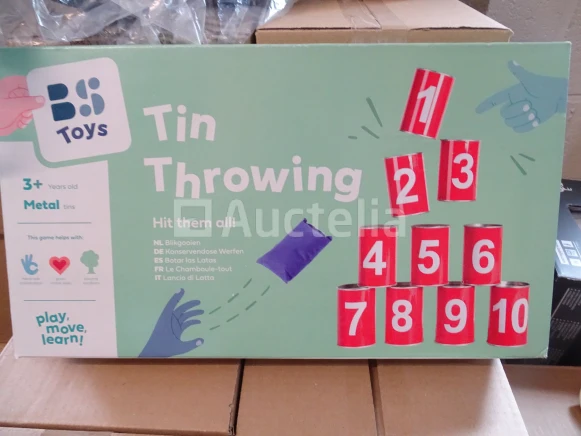 BS
Toys
Tin
Throwing
Hit them all!
NL Blikgooien
DE Konservendose Werfen
ES Botar las Latas
FR Le Chamboule-tout
IT Lancio di Latta
3+ Years old
Metal tins
This game helps with:
play,
move,
learn!
Auctelia
1
2 3
4 5 6
7 8 9 10